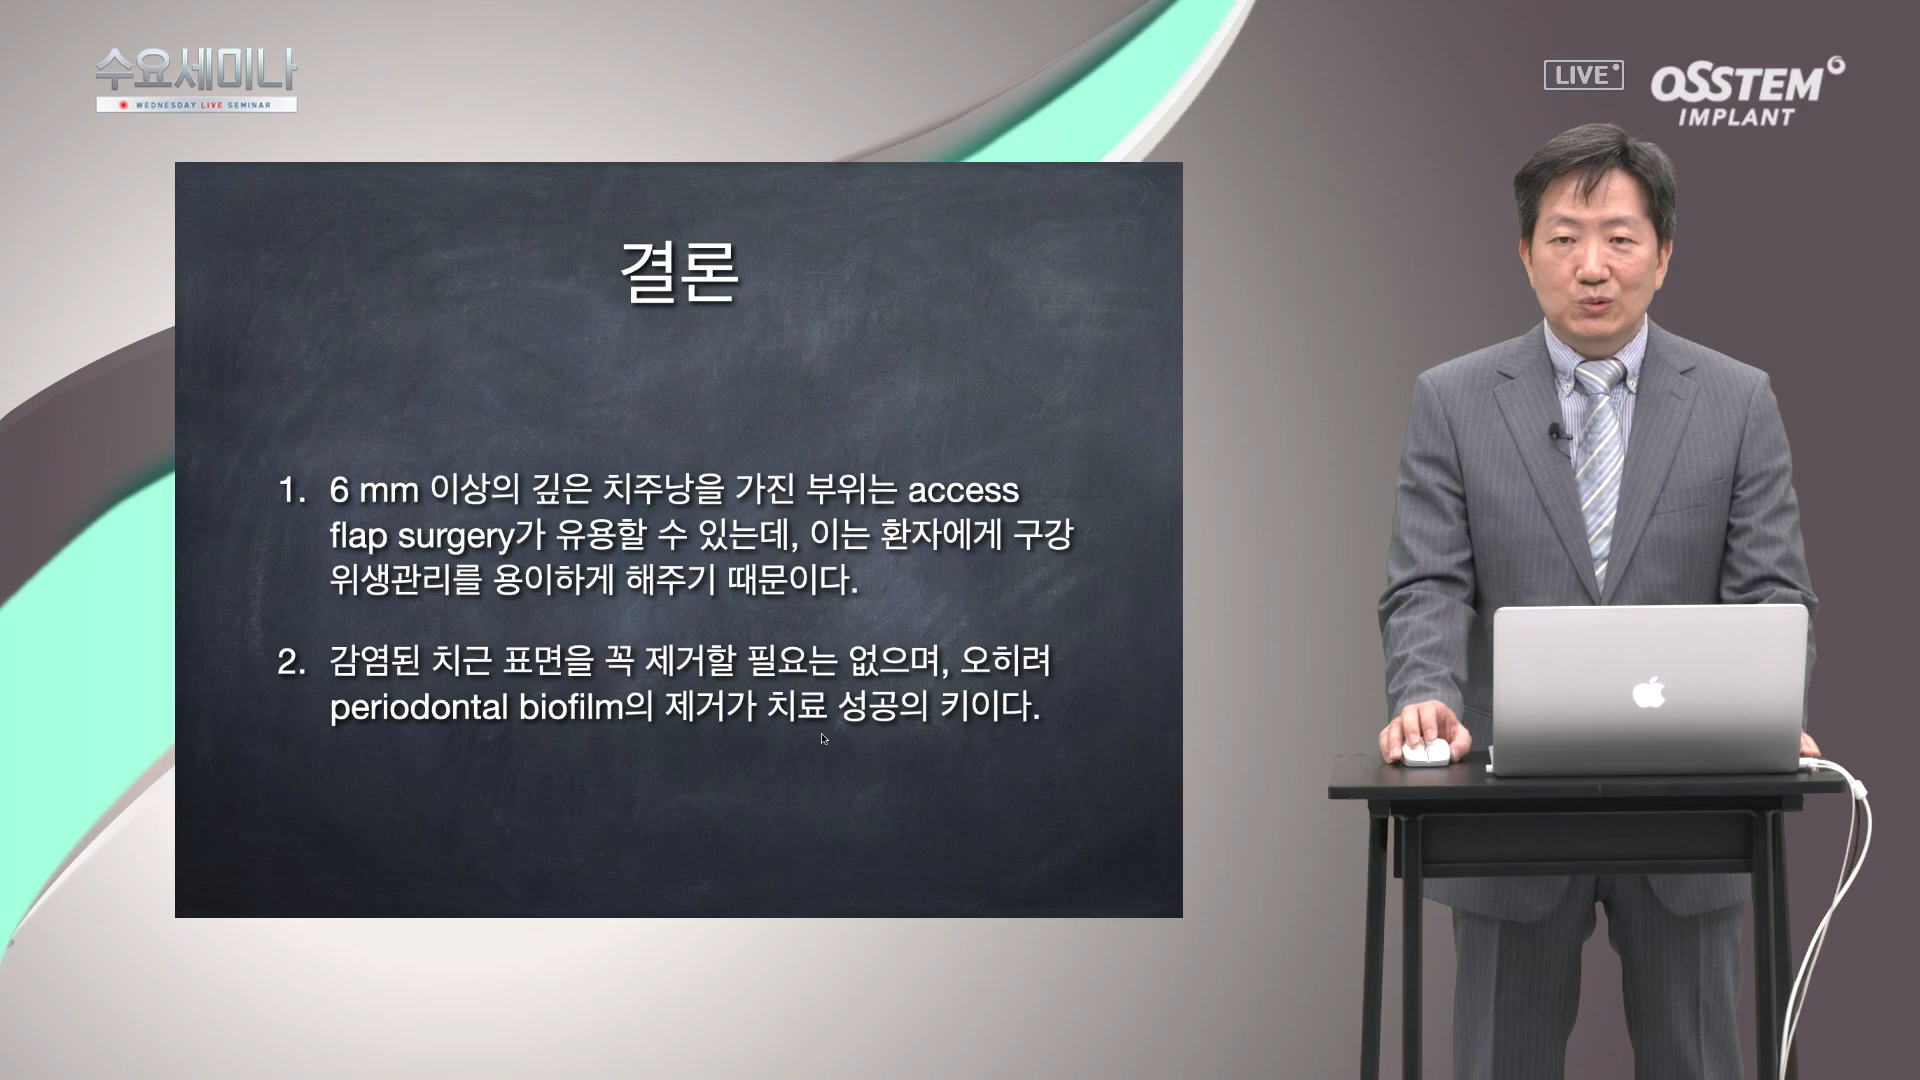 수요세미나
WEDNESDAY LIVE SEMINAR
LIVE
OSSTEM
IMPLANT
결론
1. 6 mm 이상의 깊은 치주낭을 가진 부위는 access
flap surgery가 유용할 수 있는데, 이는 환자에게 구강
위생관리를 용이하게 해주기 때문이다.
2. 감염된 치근 표면을 꼭 제거할 필요는 없으며, 오히려
periodontal biofilm의 제거가 치료 성공의 키이다.